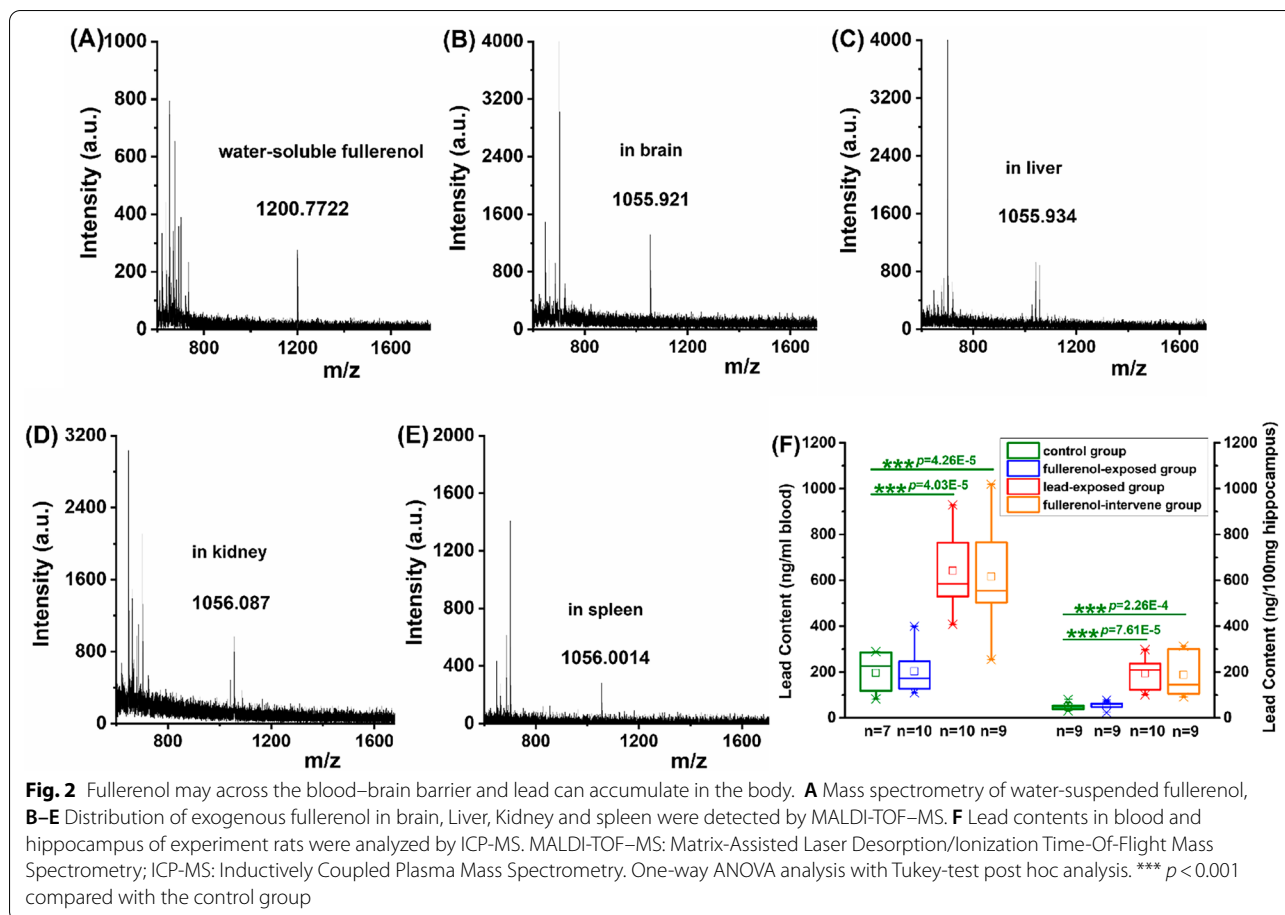 (A)
1000
800
600
400
200
0
Intensity (a.u.)
water-soluble fullerenol
1200.7722
800 1200 1600
m/z
(B)
4000
3200
2400
1600
800
0
Intensity (a.u.)
in brain
1055.921
800 1200 1600
m/z
(C)
4000
3200
2400
1600
800
0
Intensity (a.u.)
in liver
1055.934
800 1200 1600
m/z
(D)
3200
2400
1600
800
0
Intensity (a.u.)
in kidney
1056.087
800 1200 1600
m/z
(E)
2000
1600
1200
800
400
0
Intensity (a.u.)
in spleen
1056.0014
800 1200 1600
m/z
(F)
1200
1000
800
600
400
200
0
Lead Content (ng/ml blood)
*** p=4.26E-5
*** p=4.03E-5
control group
fullerenol-exposed group
lead-exposed group
fullerenol-intervene group
*** p=2.26E-4
*** p=7.61E-5
n=7 n=10 n=10 n=9 n=9 n=9 n=10 n=9
1200
1000
800
600
400
200
0
Lead Content (ng/100mg hippocampus)
Fig. 2 Fullerenol may across the blood–brain barrier and lead can accumulate in the body. A Mass spectrometry of water-suspended fullerenol,
B–E Distribution of exogenous fullerenol in brain, Liver, Kidney and spleen were detected by MALDI-TOF–MS. F Lead contents in blood and
hippocampus of experiment rats were analyzed by ICP-MS. MALDI-TOF–MS: Matrix-Assisted Laser Desorption/Ionization Time-Of-Flight Mass
Spectrometry; ICP-MS: Inductively Coupled Plasma Mass Spectrometry. One-way ANOVA analysis with Tukey-test post hoc analysis. *** p < 0.001
compared with the control group